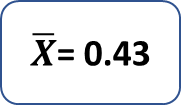 X̅ = 0.43